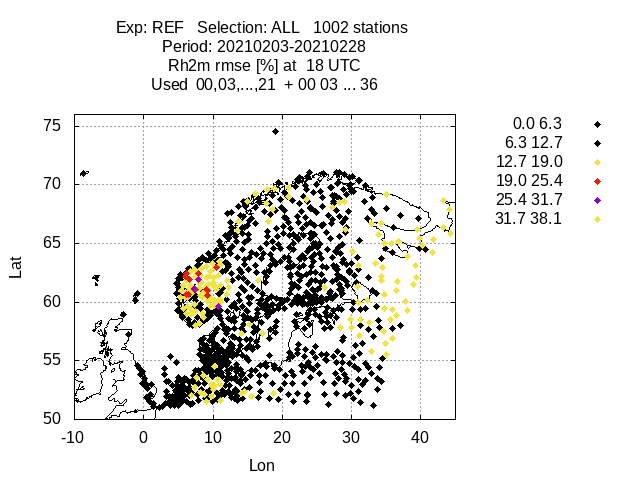 Exp: REF   Selection: ALL   1002 stations
Period: 20210203-20210228
Rh2m rmse [%] at  18 UTC
Used  00,03,...,21  + 00 03 ... 36
75
70
65
60
55
50
Lat
-10 0 10 20 30 40
Lon
0.0 6.3
6.3 12.7
12.7 19.0
19.0 25.4
25.4 31.7
31.7 38.1